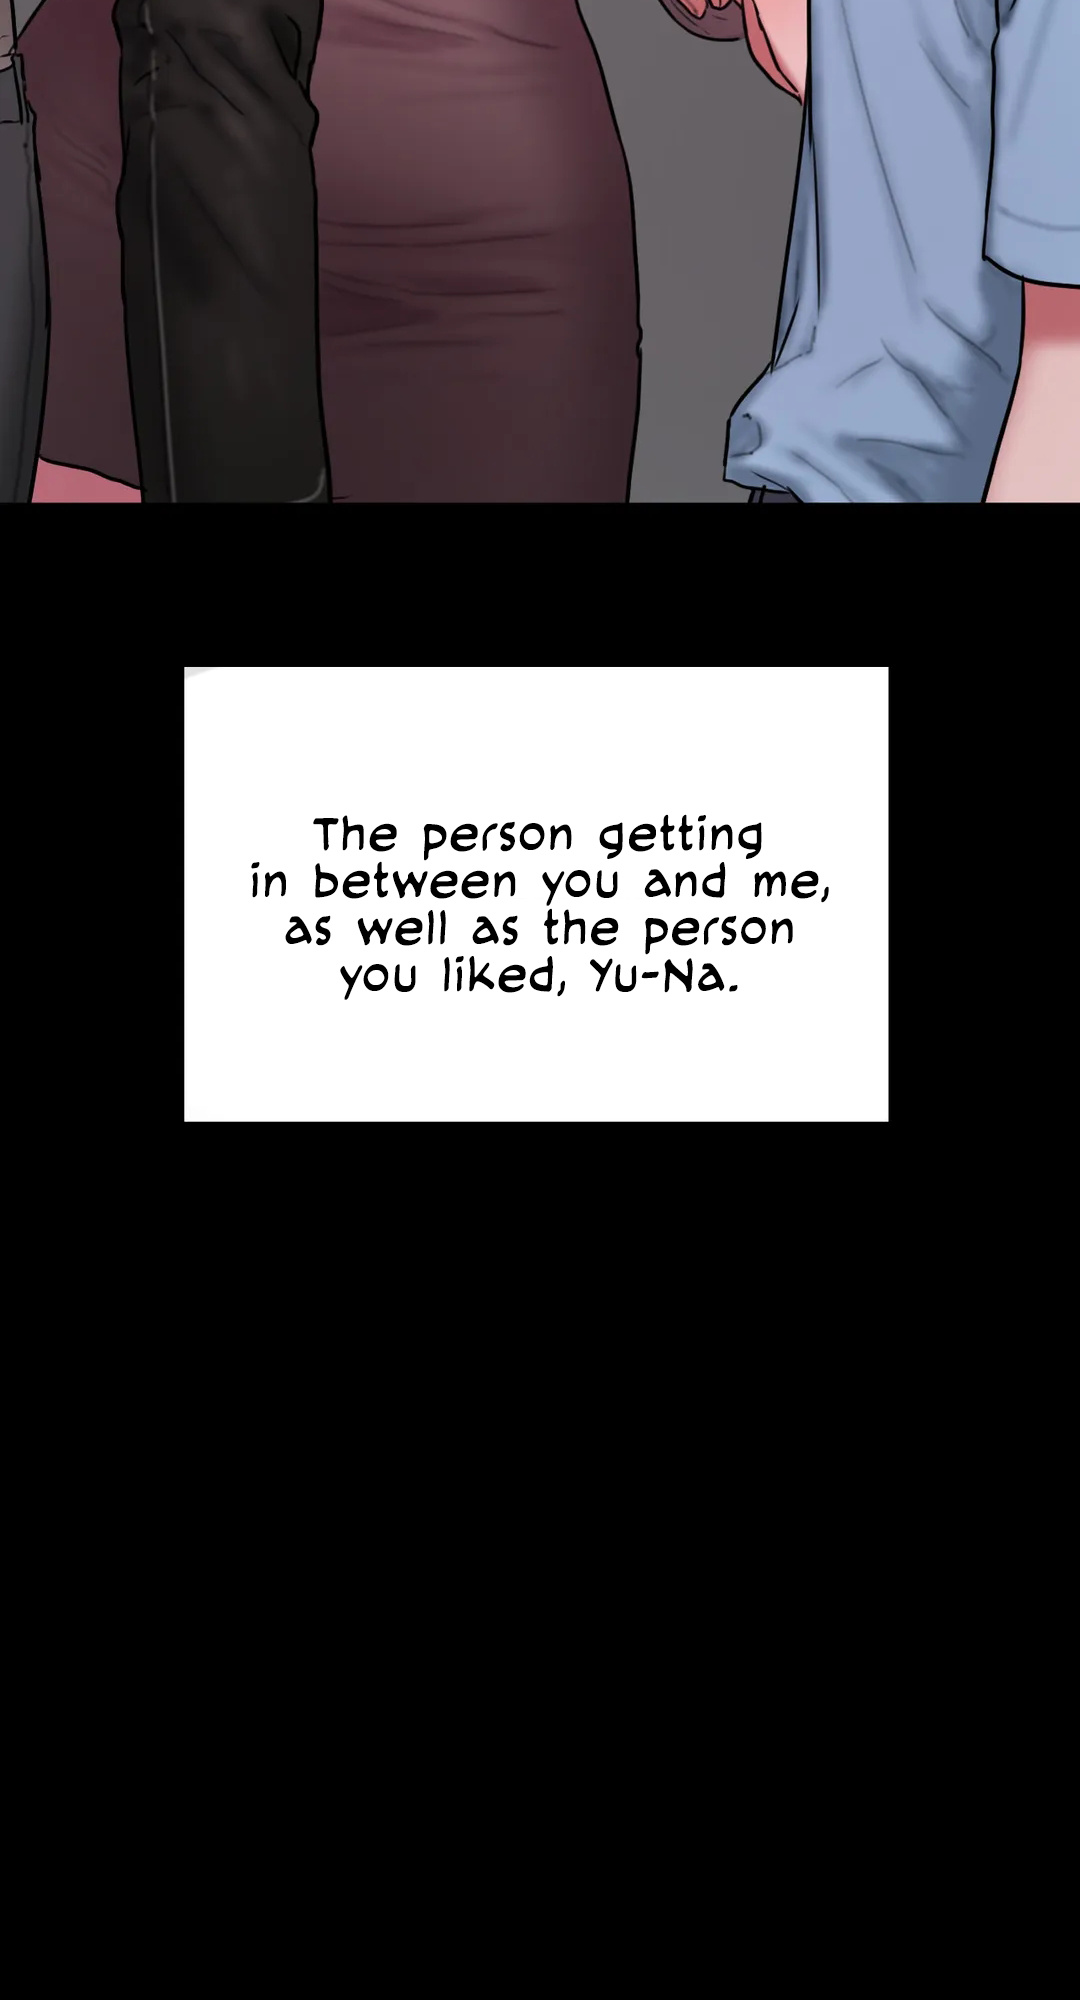 The person getting
in between you and me,
as well as the person
you liked, Yu-Na.